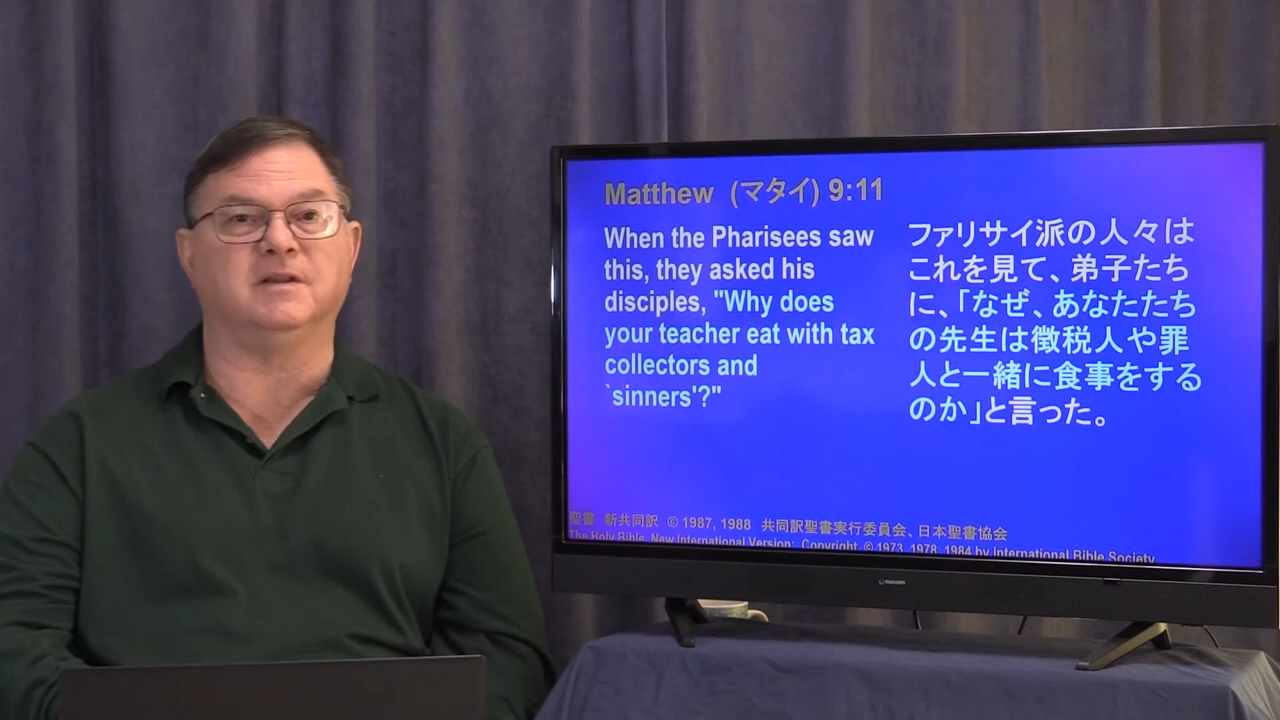 Matthew (マタイ) 9:11
When the Pharisees saw
this, they asked his
disciples, "Why does
your teacher eat with tax
collectors and
`sinners'?"
ファリサイ派の人々は
これを見て、弟子たち
に、「なぜ、あなたたち
の先生は徴税人や罪
人と一緒に食事をする
のか」と言った。
聖書 新共同訳 © 1987, 1988 共同訳聖書実行委員会、日本聖書協会
The Holy Bible, New International Version; Copyright © 1973, 1978, 1984 by International Bible Society